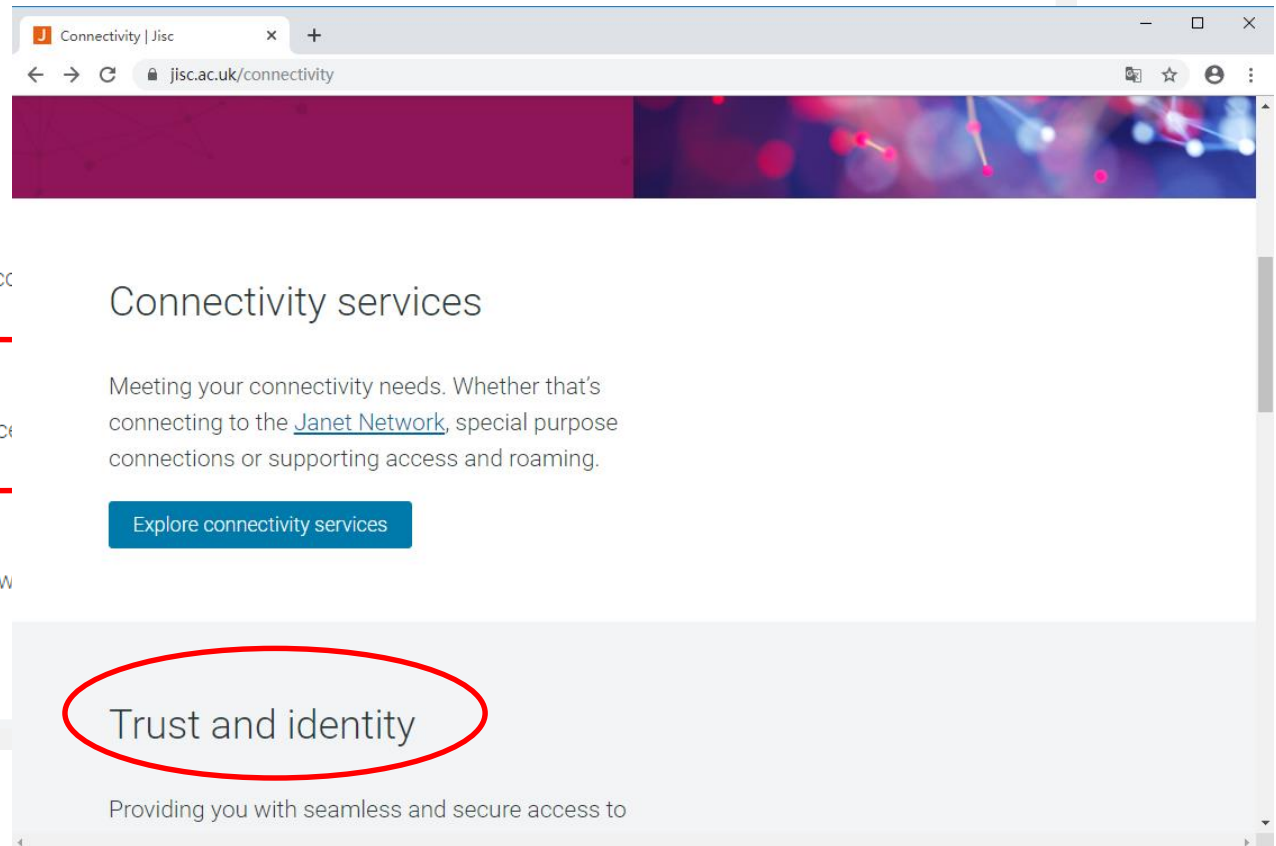 J Connectivity | Jisc
jisc.ac.uk/connectivity
Connectivity services
Meeting your connectivity needs. Whether that's
connecting to the Janet Network, special purpose
connections or supporting access and roaming.
Explore connectivity services
Trust and identity
Providing you with seamless and secure access to